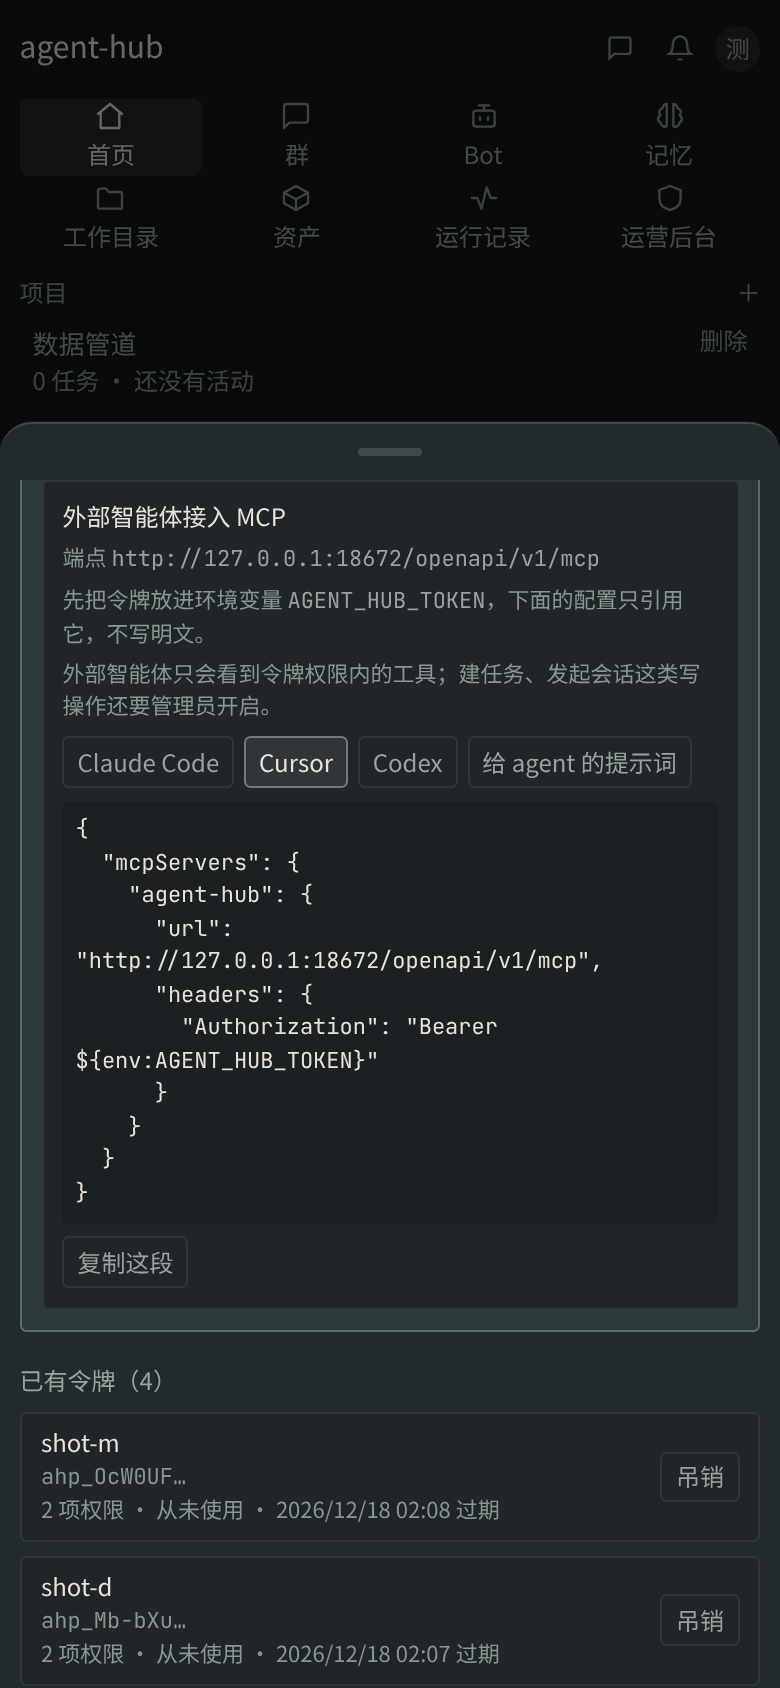 agent-hub
测
首页
群
Bot
记忆
工作目录
资产
运行记录
运营后台
项目
数据管道
删除
0 任务 • 还没有活动
外部智能体接入 MCP
端点 http://127.0.0.1:18672/openapi/v1/mcp
先把令牌放进环境变量 AGENT_HUB_TOKEN，下面的配置只引用
它，不写明文。
外部智能体只会看到令牌权限内的工具；建任务、发起会话这类写
操作还要管理员开启。
Claude Code
Cursor
Codex
给 agent 的提示词
{
  "mcpServers": {
    "agent-hub": {
      "url":
"http://127.0.0.1:18672/openapi/v1/mcp",
      "headers": {
        "Authorization": "Bearer
${env:AGENT_HUB_TOKEN}"
      }
    }
  }
}
复制这段
已有令牌（4）
shot-m
ahp_OcW0UF…
2 项权限 • 从未使用 • 2026/12/18 02:08 过期
吊销
shot-d
ahp_Mb-bXu…
2 项权限 • 从未使用 • 2026/12/18 02:07 过期
吊销